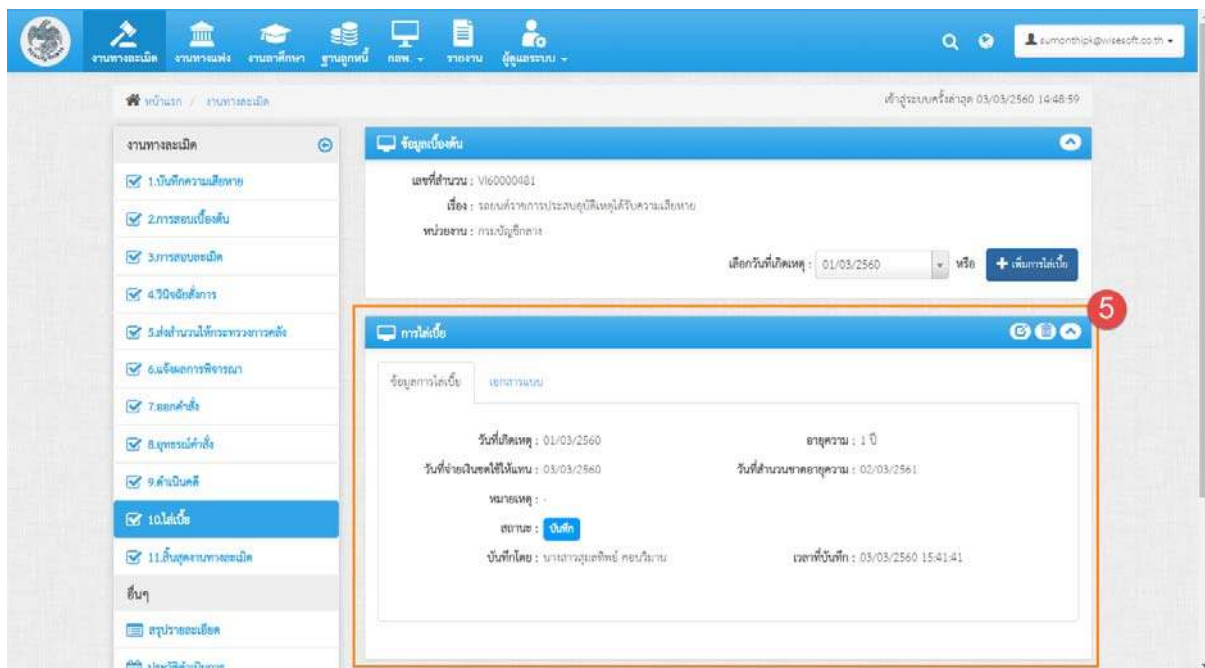 งานทางละเมิด งานทางแพ่ง งานอาศึกษา ฐานลูกหนี้ กลพ. รายงาน ผู้ดูแลระบบ sumonthipk@wisesoft.co.th
หน้าแรก / งานทางละเมิด เข้าสู่ระบบครั้งล่าสุด 03/03/2560 14:48:59
งานทางละเมิด
1.บันทึกความเสียหาย
2.การสอบเบื้องต้น
3.การสอบละเมิด
4.วินิจฉัยสั่งการ
5.ส่งสำนวนให้กระทรวงการคลัง
6.แจ้งผลการพิจารณา
7.ออกคำสั่ง
8.อุทธรณ์คำสั่ง
9.ดำเนินคดี
10.ไล่เบี้ย
11.สิ้นสุดงานทางละเมิด
อื่นๆ
สรุปรายละเอียด
ประวัติดำเนินการ
ข้อมูลเบื้องต้น
เลขที่สำนวน : VI60000481
เรื่อง : รถยนต์ราชการประสบอุบัติเหตุได้รับความเสียหาย
หน่วยงาน : กรมบัญชีกลาง
เลือกวันที่เกิดเหตุ : 01/03/2560 หรือ เพิ่มการไล่เบี้ย
5
การไล่เบี้ย
ข้อมูลการไล่เบี้ย เอกสารแนบ
วันที่เกิดเหตุ : 01/03/2560 อายุความ : 1 ปี
วันที่จ่ายเงินชดใช้ให้แทน : 03/03/2560 วันที่สำนวนขาดอายุความ : 02/03/2561
หมายเหตุ : -
สถานะ : บันทึก
บันทึกโดย : นางสาวสุมลทิพย์ คอนวิมาน เวลาที่บันทึก : 03/03/2560 15:41:41